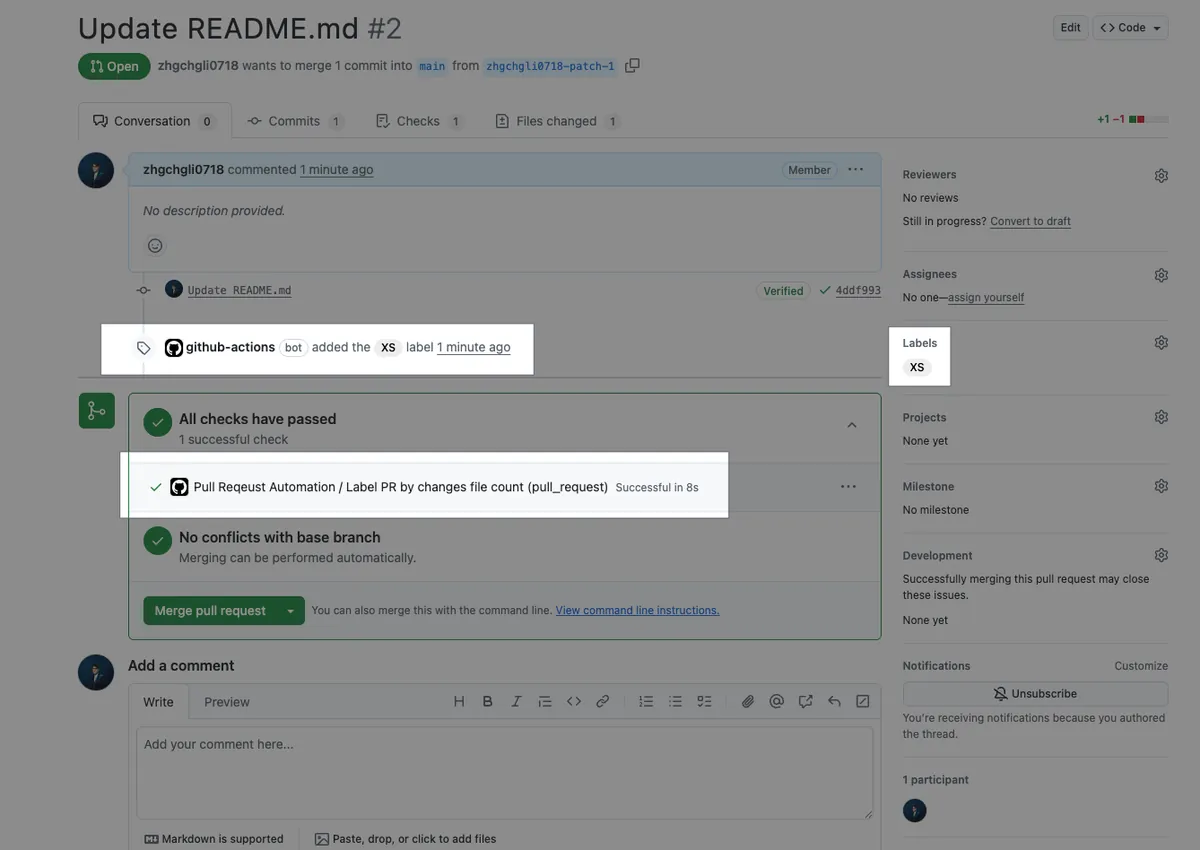 Update README.md #2
Edit
Code
Open
zhgchgli0718 wants to merge 1 commit into main from zhgchgli0718-patch-1
Conversation 0
Commits 1
Checks 1
Files changed 1
+1 −1
zhgchgli0718 commented 1 minute ago
Member
No description provided.
Update README.md
Verified
4ddf993
github-actions bot added the XS label 1 minute ago
All checks have passed
1 successful check
Pull Reqeust Automation / Label PR by changes file count (pull_request) Successful in 8s
No conflicts with base branch
Merging can be performed automatically.
Merge pull request
You can also merge this with the command line. View command line instructions.
Add a comment
Write
Preview
Add your comment here...
Markdown is supported
Paste, drop, or click to add files
Reviewers
No reviews
Still in progress? Convert to draft
Assignees
No one—assign yourself
Labels
XS
Projects
None yet
Milestone
No milestone
Development
Successfully merging this pull request may close
these issues.
None yet
Notifications
Customize
Unsubscribe
You're receiving notifications because you authored
the thread.
1 participant